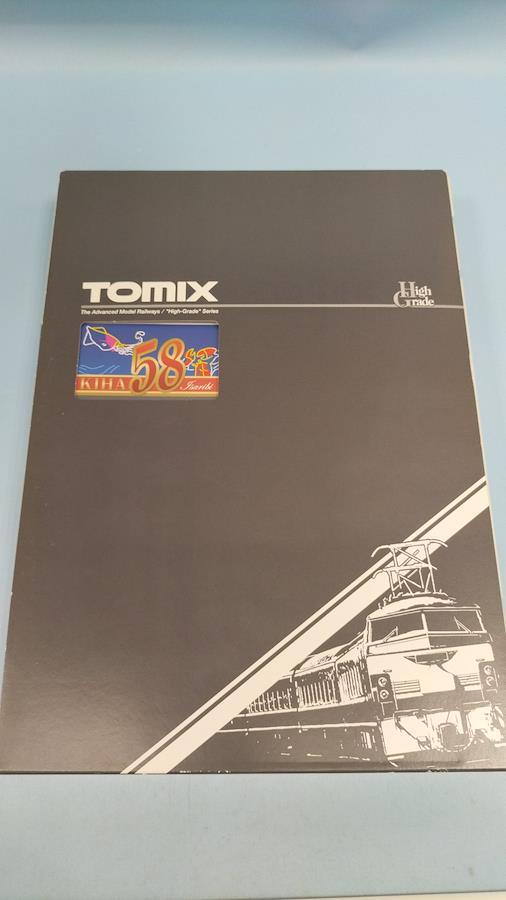 TOMIX
High
Grade
The Advanced Model Railways / "High-Grade" Series
KIHA 58 Isaribi